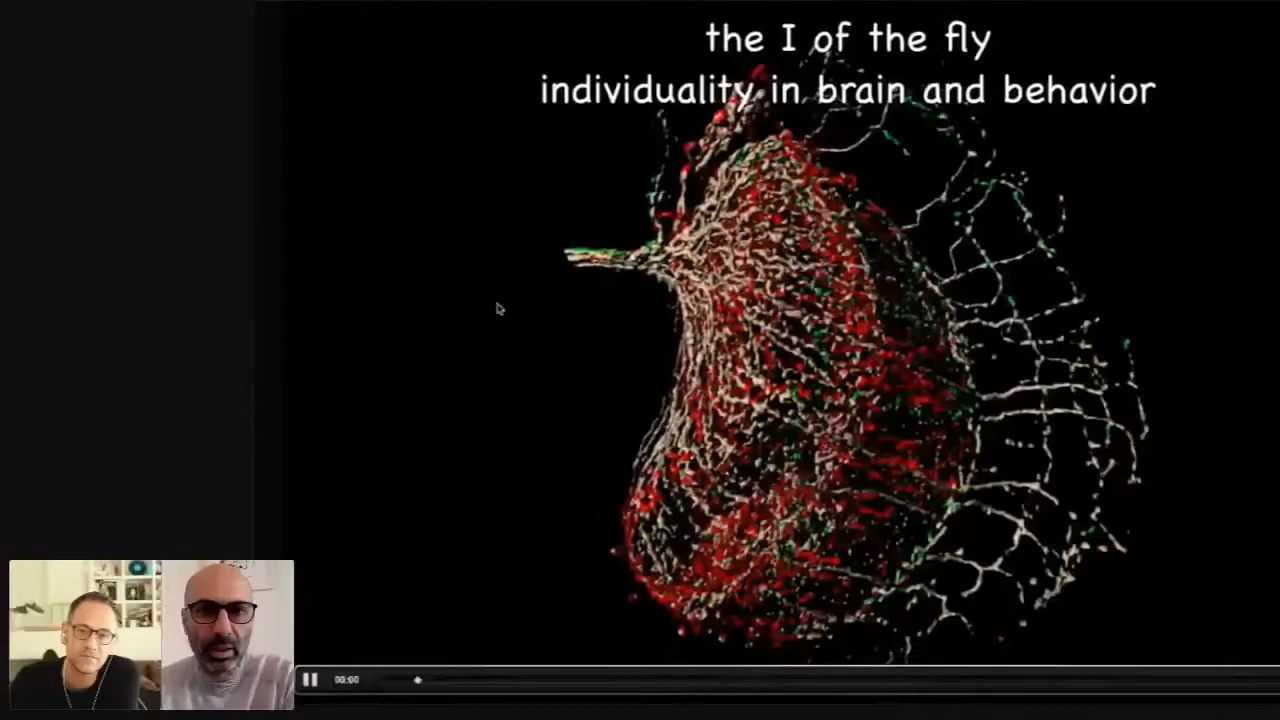 the I of the fly
individuality in brain and behavior
00:00